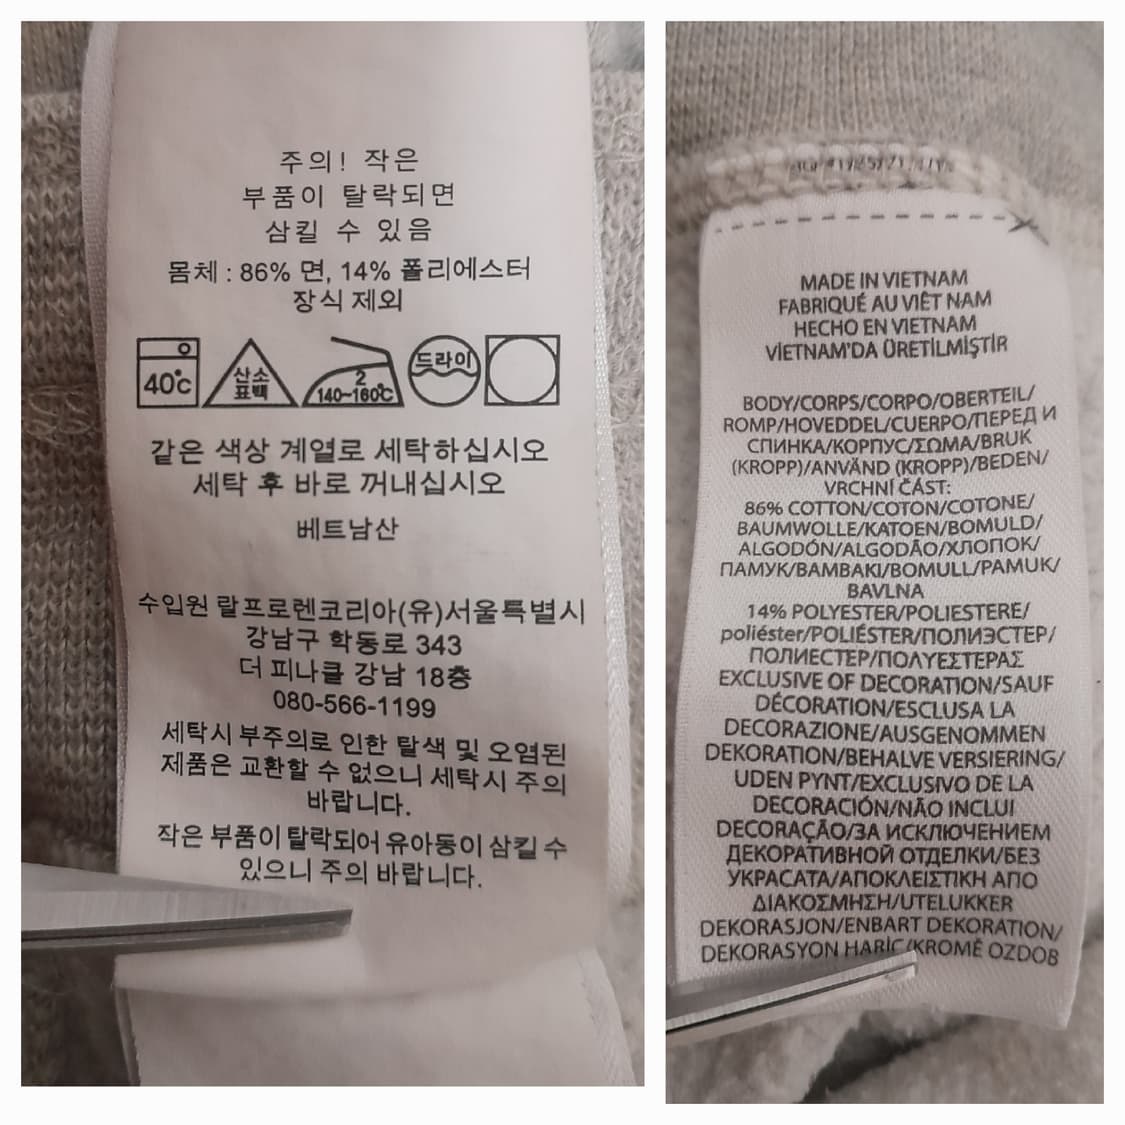 주의! 작은
부품이 탈락되면
삼킬 수 있음
몸체 : 86% 면, 14% 폴리에스터
장식 제외
40℃
산소
표백
2
140~160℃
드라이
같은 색상 계열로 세탁하십시오
세탁 후 바로 꺼내십시오
베트남산
수입원 랄프로렌코리아(유)서울특별시
강남구 학동로 343
더 피나클 강남 18층
080-566-1199
세탁시 부주의로 인한 탈색 및 오염된
제품은 교환할 수 없으니 세탁시 주의
바랍니다.
작은 부품이 탈락되어 유아동이 삼킬 수
있으니 주의 바랍니다.
MADE IN VIETNAM
FABRIQUÉ AU VIÊT NAM
HECHO EN VIETNAM
VİETNAM'DA ÜRETİLMİŞTİR
BODY/CORPS/CORPO/OBERTEIL/
ROMP/HOVEDDEL/CUERPO/ПЕРЕД И
СПИНКА/КОРПУС/ΣΩΜΑ/BRUK
(KROPP)/ANVÄND (KROPP)/BEDEN/
VRCHNÍ ČÁST:
86% COTTON/COTON/COTONE/
BAUMWOLLE/KATOEN/BOMULD/
ALGODÓN/ALGODÃO/ХЛОПОК/
ПАМУК/BAMBAKI/BOMULL/PAMUK/
BAVLNA
14% POLYESTER/POLIESTERE/
poliéster/POLIÉSTER/ПОЛИЭСТЕР/
ПОЛИЕСТЕР/ΠΟΛΥΕΣΤΕΡΑΣ
EXCLUSIVE OF DECORATION/SAUF
DÉCORATION/ESCLUSA LA
DECORAZIONE/AUSGENOMMEN
DEKORATION/BEHALVE VERSIERING/
UDEN PYNT/EXCLUSIVO DE LA
DECORACIÓN/NÃO INCLUI
DECORAÇÃO/ЗА ИСКЛЮЧЕНИЕМ
ДЕКОРАТИВНОЙ ОТДЕЛКИ/БЕЗ
УКРАСАТА/ΑΠΟΚΛΕΙΣΤΙΚΗ ΑΠΟ
ΔΙΑΚΟΣΜΗΣΗ/UTELUKKER
DEKORASJON/ENBART DEKORATION/
DEKORASYON HARİÇ/KROMĚ OZDOB